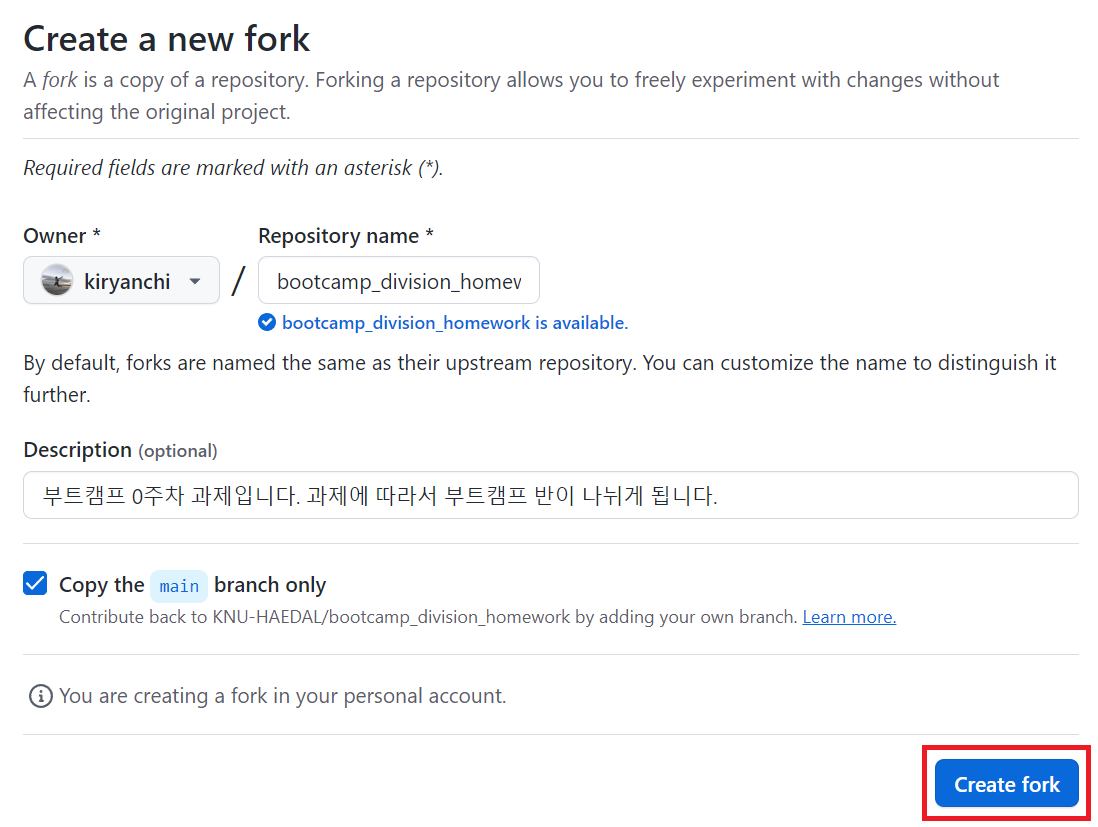 Create a new fork
A fork is a copy of a repository. Forking a repository allows you to freely experiment with changes without
affecting the original project.
Required fields are marked with an asterisk (*).
Owner *
Repository name *
kiryanchi
/
bootcamp_division_homew
bootcamp_division_homework is available.
By default, forks are named the same as their upstream repository. You can customize the name to distinguish it
further.
Description (optional)
부트캠프 0주차 과제입니다. 과제에 따라서 부트캠프 반이 나뉘게 됩니다.
Copy the main branch only
Contribute back to KNU-HAEDAL/bootcamp_division_homework by adding your own branch. Learn more.
You are creating a fork in your personal account.
Create fork